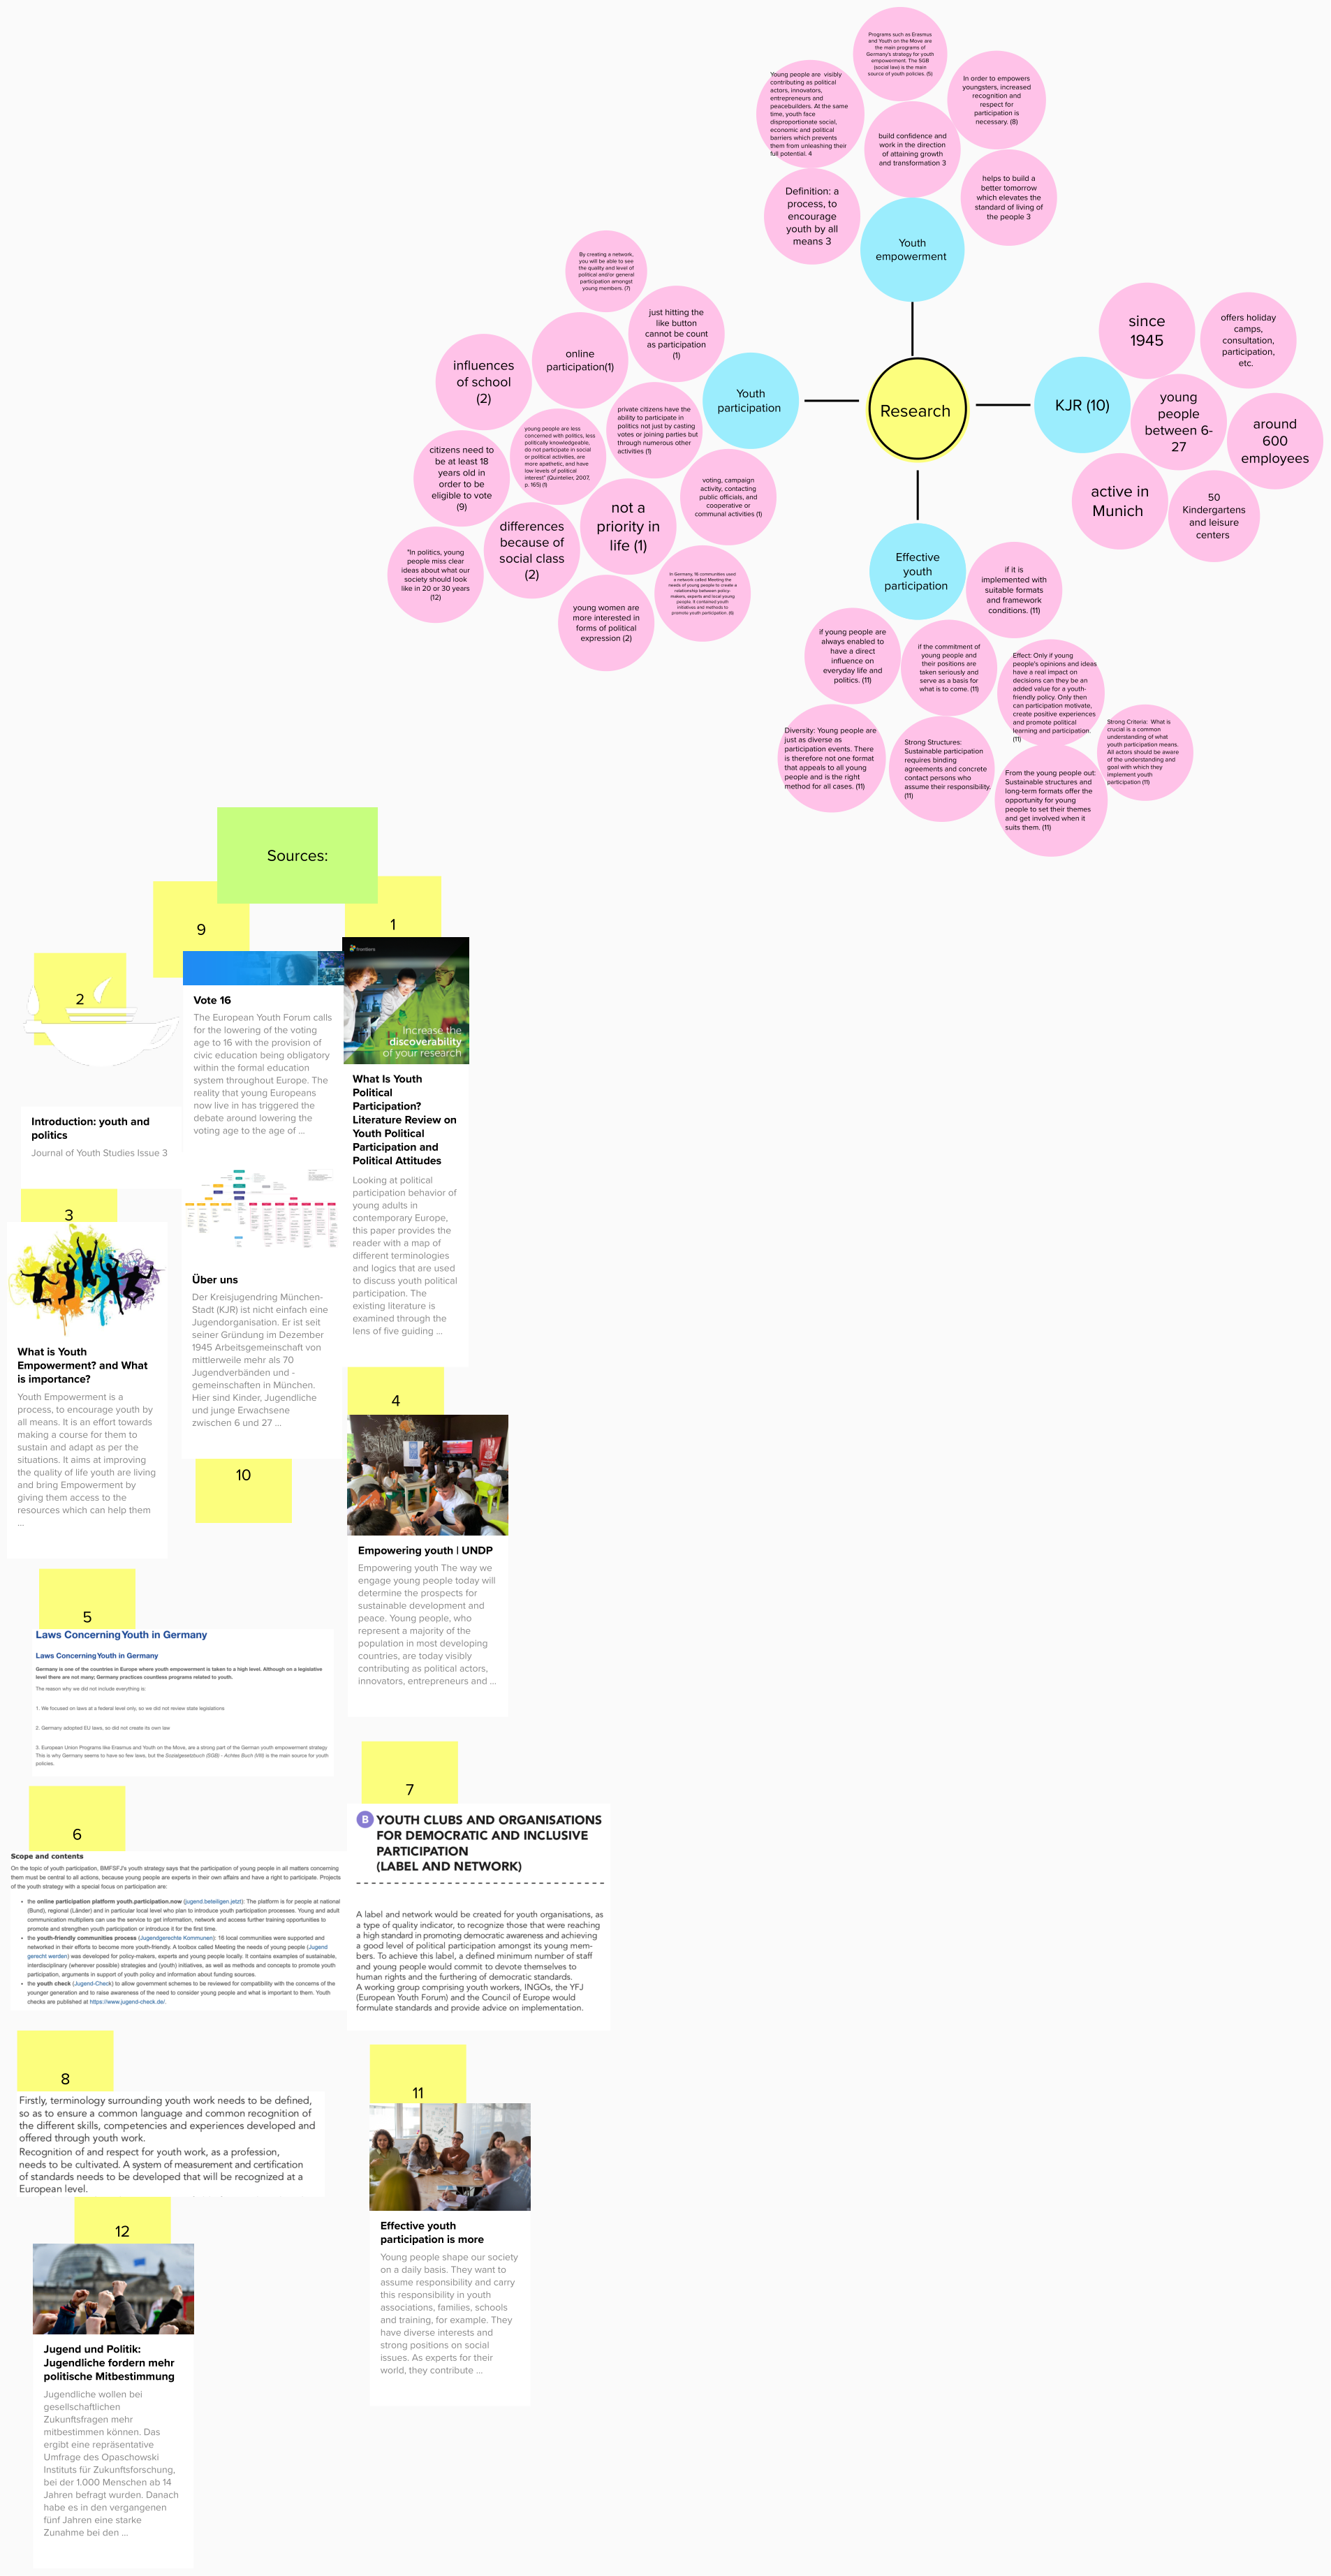 Programs such as Erasmus
and Youth on the Move are
the main programs of
Germany's strategy for youth
empowerment. The SGB
(social law) is the main
source of youth policies. (5)
Young people are visibly
contributing as political
actors, innovators,
entrepreneurs and
peacebuilders. At the same
time, youth face
disproportionate social,
economic and political
barriers which prevents
them from unleashing their
full potential. 4
In order to empowers
youngsters, increased
recognition and
respect for
participation is
necessary. (8)
build confidence and
work in the direction
of attaining growth
and transformation 3
helps to build a
better tomorrow
which elevates the
standard of living of
the people 3
Definition: a
process, to
encourage
youth by all
means 3
Youth
empowerment
By creating a network,
you will be able to see
the quality and level of
political and/or general
participation amongst
young members. (7)
just hitting the
like button
cannot be count
as participation
(1)
online
participation(1)
influences
of school
(2)
Youth
participation
private citizens have the
ability to participate in
politics not just by casting
votes or joining parties but
through numerous other
activities (1)
young people are less
concerned with politics, less
politically knowledgeable,
do not participate in social
or political activities, are
more apathetic, and have
low levels of political
interest" (Quintelier, 2007,
p. 165) (1)
citizens need to
be at least 18
years old in
order to be
eligible to vote
(9)
voting, campaign
activity, contacting
public officials, and
cooperative or
communal activities (1)
not a
priority in
life (1)
differences
because of
social class
(2)
"In politics, young
people miss clear
ideas about what our
society should look
like in 20 or 30 years
(12)
In Germany, 16 communities used
a network called Meeting the
needs of young people to create a
relationship between policy-
makers, experts and local young
people. It contained youth
initiatives and methods to
promote youth participation. (6)
young women are
more interested in
forms of political
expression (2)
Research
KJR (10)
since
1945
offers holiday
camps,
consultation,
participation,
etc.
young
people
between 6-
27
around
600
employees
active in
Munich
50
Kindergartens
and leisure
centers
Effective
youth
participation
if it is
implemented with
suitable formats
and framework
conditions. (11)
if young people are
always enabled to
have a direct
influence on
everyday life and
politics. (11)
if the commitment of
young people and
their positions are
taken seriously and
serve as a basis for
what is to come. (11)
Effect: Only if young
people's opinions and ideas
have a real impact on
decisions can they be an
added value for a youth-
friendly policy. Only then
can participation motivate,
create positive experiences
and promote political
learning and participation.
(11)
Strong Criteria: What is
crucial is a common
understanding of what
youth participation means.
All actors should be aware
of the understanding and
goal with which they
implement youth
participation (11)
Diversity: Young people are
just as diverse as
participation events. There
is therefore not one format
that appeals to all young
people and is the right
method for all cases. (11)
Strong Structures:
Sustainable participation
requires binding
agreements and concrete
contact persons who
assume their responsibility.
(11)
From the young people out:
Sustainable structures and
long-term formats offer the
opportunity for young
people to set their themes
and get involved when it
suits them. (11)
Sources:
9
1
2
frontiers
Increase the
discoverability
of your research
Vote 16
The European Youth Forum calls
for the lowering of the voting
age to 16 with the provision of
civic education being obligatory
within the formal education
system throughout Europe. The
reality that young Europeans
now live in has triggered the
debate around lowering the
voting age to the age of ...
What Is Youth
Political
Participation?
Literature Review on
Youth Political
Participation and
Political Attitudes
Looking at political
participation behavior of
young adults in
contemporary Europe,
this paper provides the
reader with a map of
different terminologies
and logics that are used
to discuss youth political
participation. The
existing literature is
examined through the
lens of five guiding ...
Introduction: youth and
politics
Journal of Youth Studies Issue 3
3
What is Youth
Empowerment? and What
is importance?
Youth Empowerment is a
process, to encourage youth by
all means. It is an effort towards
making a course for them to
sustain and adapt as per the
situations. It aims at improving
the quality of life youth are living
and bring Empowerment by
giving them access to the
resources which can help them
...
Über uns
Der Kreisjugendring München-
Stadt (KJR) ist nicht einfach eine
Jugendorganisation. Er ist seit
seiner Gründung im Dezember
1945 Arbeitsgemeinschaft von
mittlerweile mehr als 70
Jugendverbänden und -
gemeinschaften in München.
Hier sind Kinder, Jugendliche
und junge Erwachsene
zwischen 6 und 27 ...
10
4
Empowering youth | UNDP
Empowering youth The way we
engage young people today will
determine the prospects for
sustainable development and
peace. Young people, who
represent a majority of the
population in most developing
countries, are today visibly
contributing as political actors,
innovators, entrepreneurs and ...
5
Laws Concerning Youth in Germany
Laws Concerning Youth in Germany
Germany is one of the countries in Europe where youth empowerment is taken to a high level. Although on a legislative
level there are not many; Germany practices countless programs related to youth.
The reason why we did not include everything is:
1. We focused on laws at a federal level only, so we did not review state legislations
2. Germany adopted EU laws, so did not create its own law
3. European Union Programs like Erasmus and Youth on the Move, are a strong part of the German youth empowerment strategy.
This is why Germany seems to have so few laws, but the Sozialgesetzbuch (SGB) - Achtes Buch (VIII) is the main source for youth
policies.
6
Scope and contents
On the topic of youth participation, BMFSFJ's youth strategy says that the participation of young people in all matters concerning
them must be central to all actions, because young people are experts in their own affairs and have a right to participate. Projects
of the youth strategy with a special focus on participation are:
• the online participation platform youth.participation.now (jugend.beteiligen.jetzt): The platform is for people at national
(Bund), regional (Länder) and in particular local level who plan to introduce youth participation processes. Young and adult
communication multipliers can use the service to get information, network and access further training opportunities to
promote and strengthen youth participation or introduce it for the first time.
• the youth-friendly communities process (Jugendgerechte Kommunen): 16 local communities were supported and
networked in their efforts to become more youth-friendly. A toolbox called Meeting the needs of young people (Jugend
gerecht werden) was developed for policy-makers, experts and young people locally. It contains examples of sustainable,
interdisciplinary (wherever possible) strategies and (youth) initiatives, as well as methods and concepts to promote youth
participation, arguments in support of youth policy and information about funding sources.
• the youth check (Jugend-Check) to allow government schemes to be reviewed for compatibility with the concerns of the
younger generation and to raise awareness of the need to consider young people and what is important to them. Youth
checks are published at https://www.jugend-check.de/.
7
B YOUTH CLUBS AND ORGANISATIONS
FOR DEMOCRATIC AND INCLUSIVE
PARTICIPATION
(LABEL AND NETWORK)
A label and network would be created for youth organisations, as
a type of quality indicator, to recognize those that were reaching
a high standard in promoting democratic awareness and achieving
a good level of political participation amongst its young mem-
bers. To achieve this label, a defined minimum number of staff
and young people would commit to devote themselves to
human rights and the furthering of democratic standards.
A working group comprising youth workers, INGOs, the YFJ
(European Youth Forum) and the Council of Europe would
formulate standards and provide advice on implementation.
8
Firstly, terminology surrounding youth work needs to be defined,
so as to ensure a common language and common recognition of
the different skills, competencies and experiences developed and
offered through youth work.
Recognition of and respect for youth work, as a profession,
needs to be cultivated. A system of measurement and certification
of standards needs to be developed that will be recognized at a
European level.
11
Effective youth
participation is more
Young people shape our society
on a daily basis. They want to
assume responsibility and carry
this responsibility in youth
associations, families, schools
and training, for example. They
have diverse interests and
strong positions on social
issues. As experts for their
world, they contribute ...
12
Jugend und Politik:
Jugendliche fordern mehr
politische Mitbestimmung
Jugendliche wollen bei
gesellschaftlichen
Zukunftsfragen mehr
mitbestimmen können. Das
ergibt eine repräsentative
Umfrage des Opaschowski
Instituts für Zukunftsforschung,
bei der 1.000 Menschen ab 14
Jahren befragt wurden. Danach
habe es in den vergangenen
fünf Jahren eine starke
Zunahme bei den ...